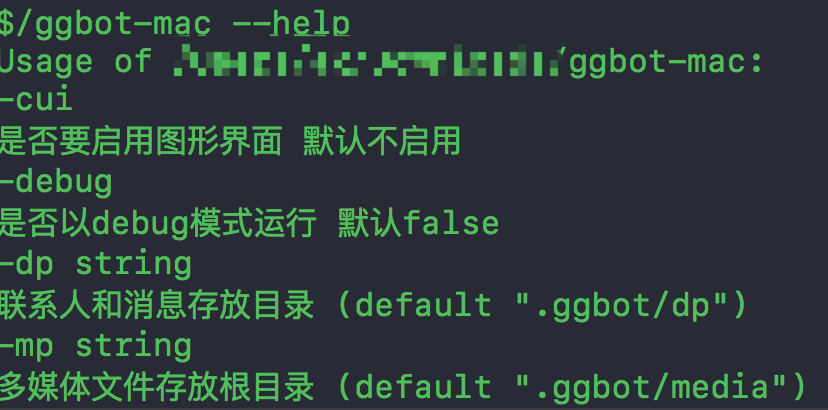 $/ggbot-mac --help
Usage of /ggbot-mac:
-cui
是否要启用图形界面 默认不启用
-debug
是否以debug模式运行 默认false
-dp string
联系人和消息存放目录 (default ".ggbot/dp")
-mp string
多媒体文件存放根目录 (default ".ggbot/media")